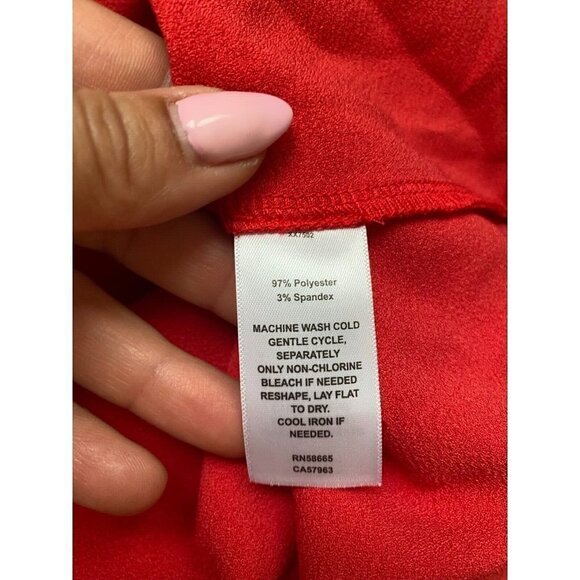 XX7502
97% Polyester
3% Spandex
MACHINE WASH COLD
GENTLE CYCLE,
SEPARATELY
ONLY NON-CHLORINE
BLEACH IF NEEDED
RESHAPE, LAY FLAT
TO DRY.
COOL IRON IF
NEEDED.
RN58665
CA57963